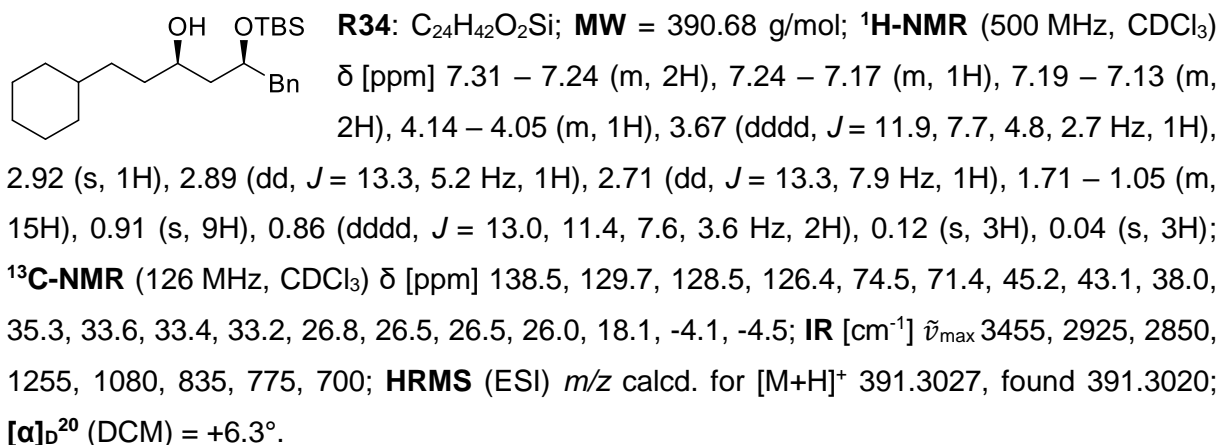 OH OTBS
Bn
R34: C₂₄H₄₂O₂Si; MW = 390.68 g/mol; ¹H-NMR (500 MHz, CDCl₃)
δ [ppm] 7.31 – 7.24 (m, 2H), 7.24 – 7.17 (m, 1H), 7.19 – 7.13 (m,
2H), 4.14 – 4.05 (m, 1H), 3.67 (dddd, J = 11.9, 7.7, 4.8, 2.7 Hz, 1H),
2.92 (s, 1H), 2.89 (dd, J = 13.3, 5.2 Hz, 1H), 2.71 (dd, J = 13.3, 7.9 Hz, 1H), 1.71 – 1.05 (m,
15H), 0.91 (s, 9H), 0.86 (dddd, J = 13.0, 11.4, 7.6, 3.6 Hz, 2H), 0.12 (s, 3H), 0.04 (s, 3H);
¹³C-NMR (126 MHz, CDCl₃) δ [ppm] 138.5, 129.7, 128.5, 126.4, 74.5, 71.4, 45.2, 43.1, 38.0,
35.3, 33.6, 33.4, 33.2, 26.8, 26.5, 26.5, 26.0, 18.1, -4.1, -4.5; IR [cm⁻¹] ṽmax 3455, 2925, 2850,
1255, 1080, 835, 775, 700; HRMS (ESI) m/z calcd. for [M+H]⁺ 391.3027, found 391.3020;
[α]D²⁰ (DCM) = +6.3°.